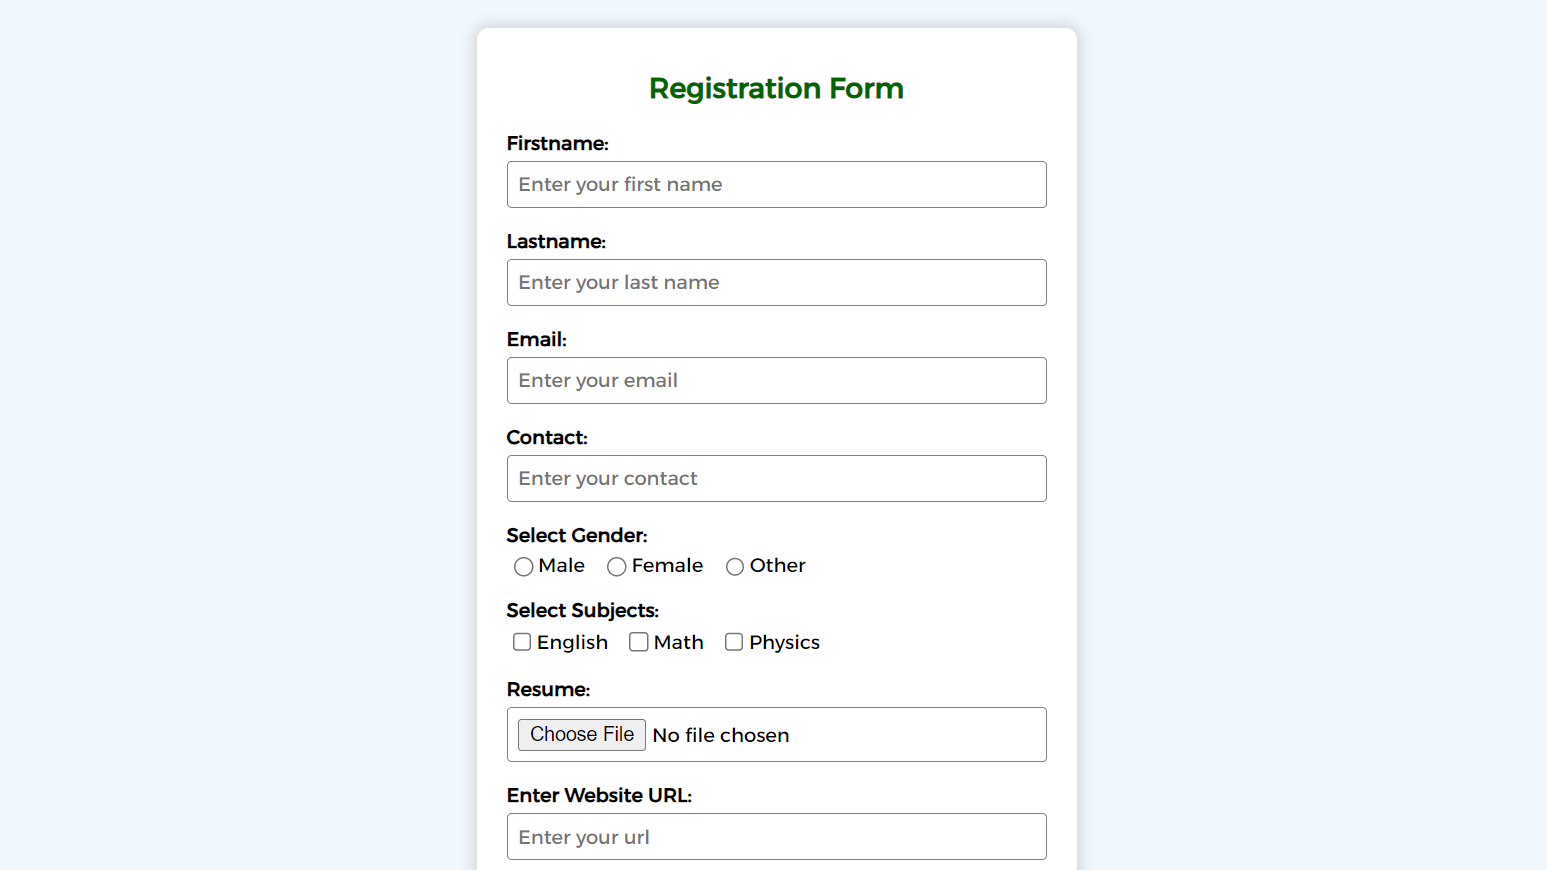 Registration Form
Firstname:
Enter your first name
Lastname:
Enter your last name
Email:
Enter your email
Contact:
Enter your contact
Select Gender:
Male Female Other
Select Subjects:
English Math Physics
Resume:
Choose File No file chosen
Enter Website URL:
Enter your url